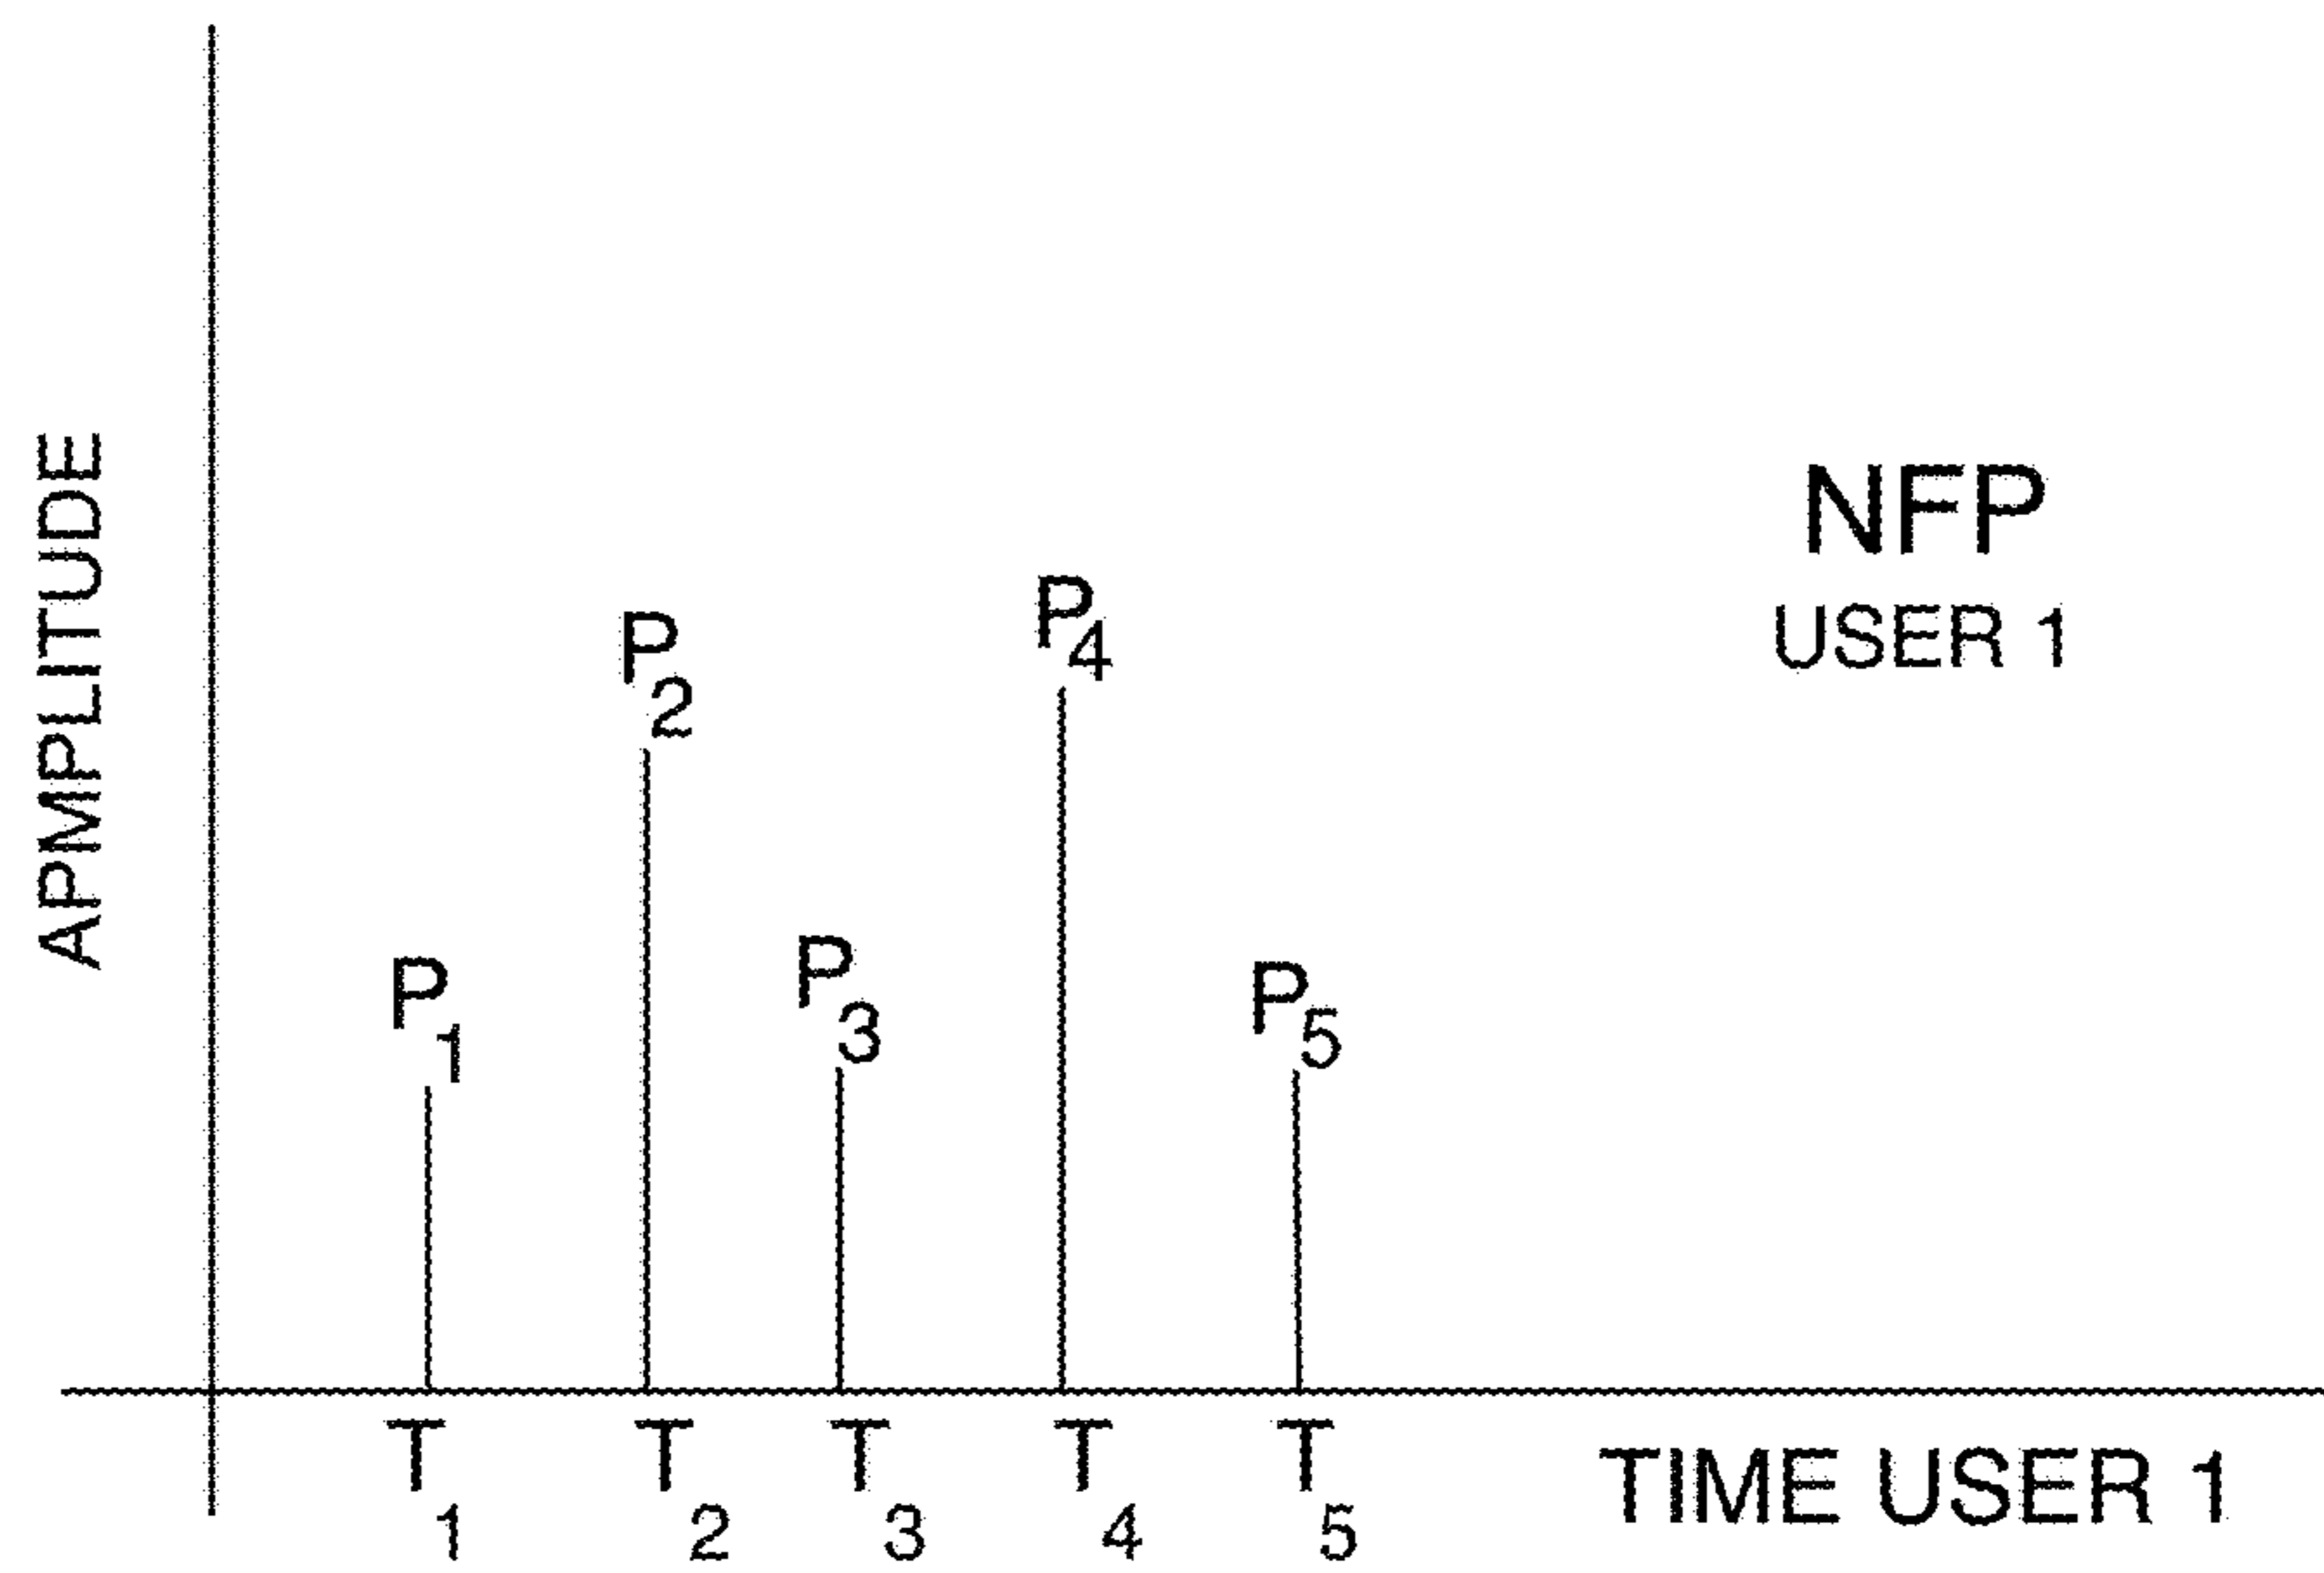 APMPLITUDE
NFP
USER 1
P4
P2
P3
P1
P5
T1 T2 T3 T4 T5
TIME USER 1